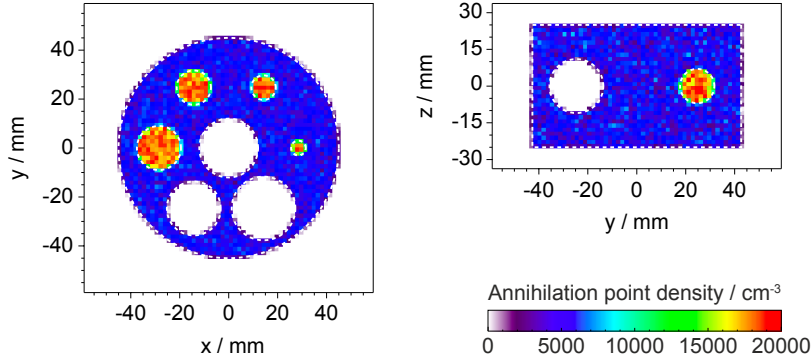 40
20
0
-20
-40
y / mm
-40 -20 0 20 40
x / mm
30
15
0
-15
-30
z / mm
-40 -20 0 20 40
y / mm
Annihilation point density / cm-3
0 5000 10000 15000 20000